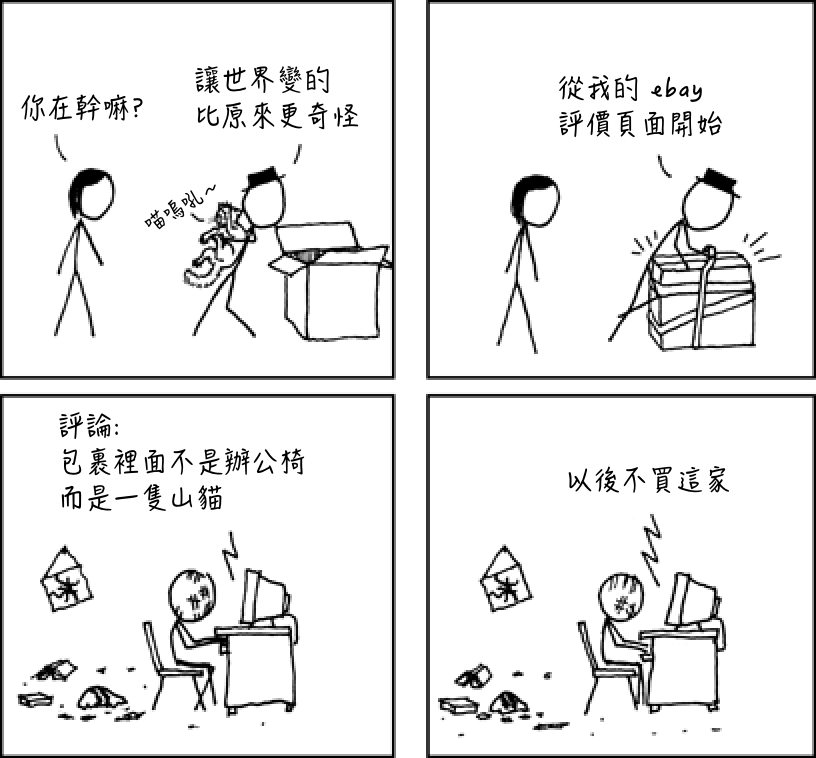 你在幹嘛?
讓世界變的
比原來更奇怪
喵嗚吼~
從我的 ebay
評價頁面開始
評論:
包裹裡面不是辦公椅
而是一隻山貓
以後不買這家